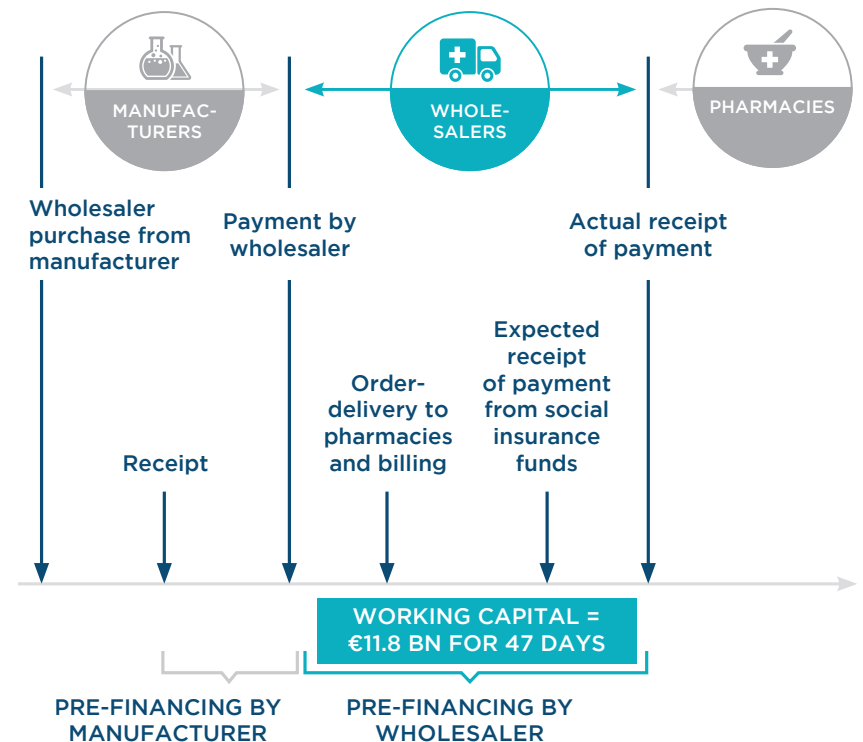 MANUFAC-
TURERS
WHOLE-
SALERS
PHARMACIES
Wholesaler
purchase from
manufacturer
Payment by
wholesaler
Actual receipt
of payment
Receipt
Order-
delivery to
pharmacies
and billing
Expected
receipt
of payment
from social
insurance
funds
WORKING CAPITAL =
€11.8 BN FOR 47 DAYS
PRE-FINANCING BY
MANUFACTURER
PRE-FINANCING BY
WHOLESALER